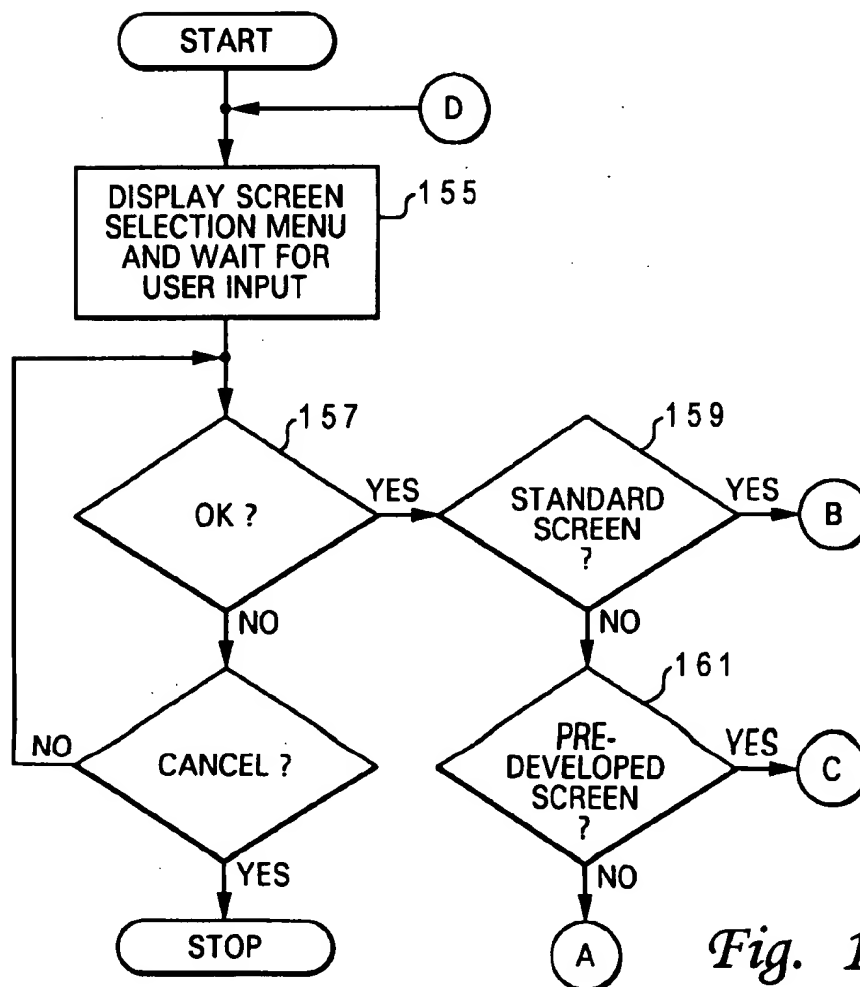 START
D
DISPLAY SCREEN
SELECTION MENU
AND WAIT FOR
USER INPUT
155
157
OK ?
YES
NO
159
STANDARD
SCREEN
?
YES
B
NO
CANCEL ?
NO
YES
STOP
161
PRE-
DEVELOPED
SCREEN
?
YES
C
NO
A
Fig. 1